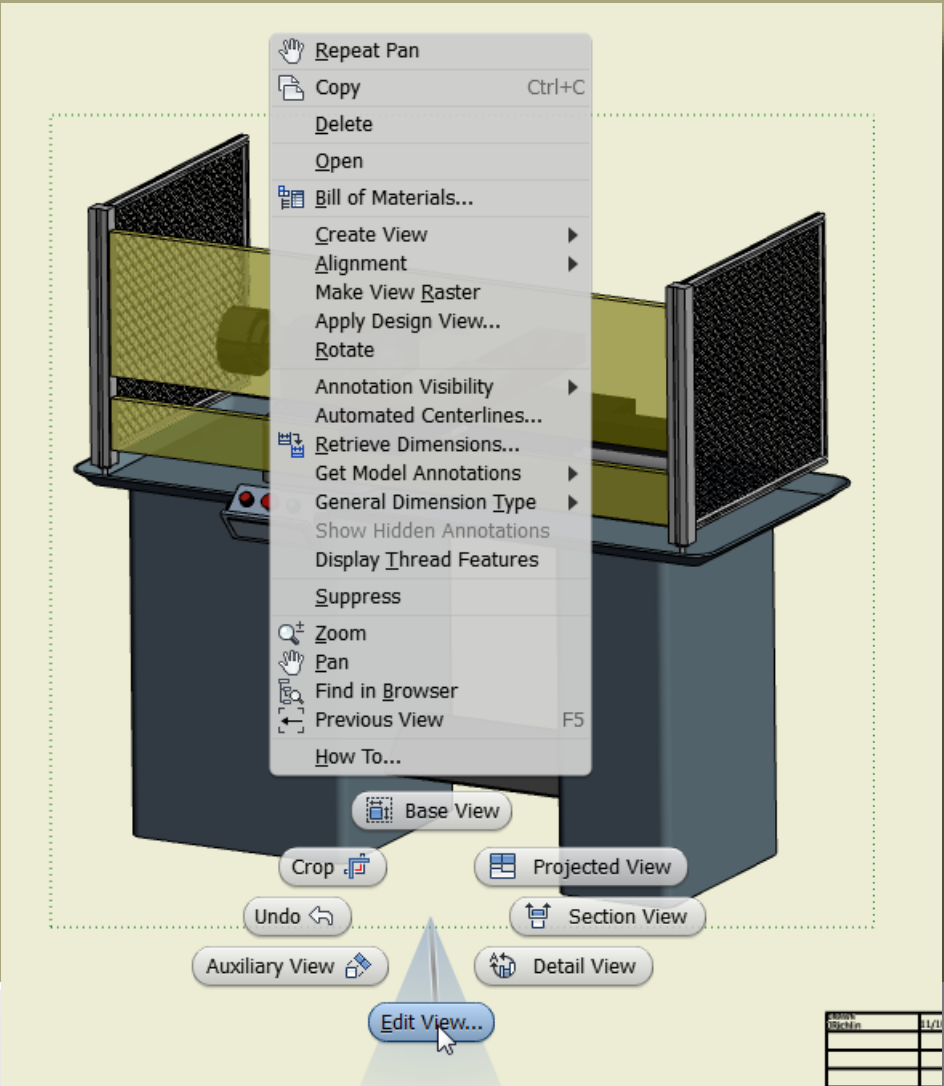 Repeat Pan
Copy Ctrl+C
Delete
Open
Bill of Materials...
Create View
Alignment
Make View Raster
Apply Design View...
Rotate
Annotation Visibility
Automated Centerlines...
Retrieve Dimensions...
Get Model Annotations
General Dimension Type
Show Hidden Annotations
Display Thread Features
Suppress
Zoom
Pan
Find in Browser
Previous View F5
How To...
Base View
Crop
Projected View
Undo
Section View
Auxiliary View
Detail View
Edit View...